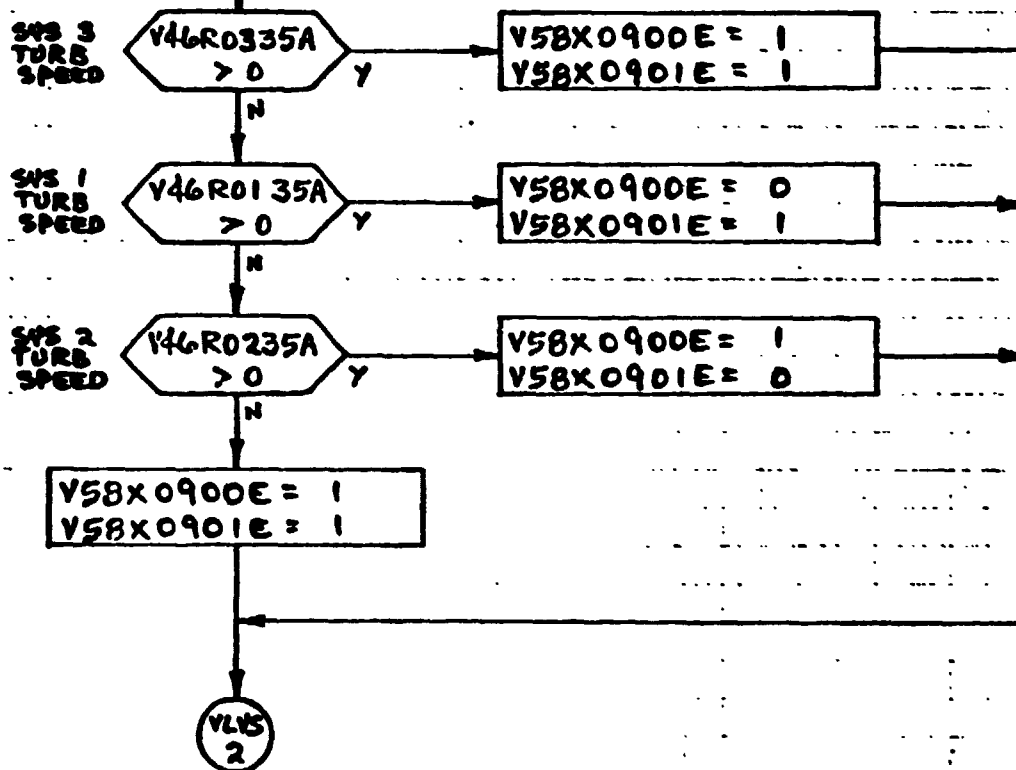 SYS 3
TURB
SPEED
V46R0335A
> 0
Y
N
V58X0900E = 1
V58X0901E = 1
SYS 1
TURB
SPEED
V46R0135A
> 0
Y
N
V58X0900E = 0
V58X0901E = 1
SYS 2
TURB
SPEED
V46R0235A
> 0
Y
N
V58X0900E = 1
V58X0901E = 0
V58X0900E = 1
V58X0901E = 1
VLVS
2